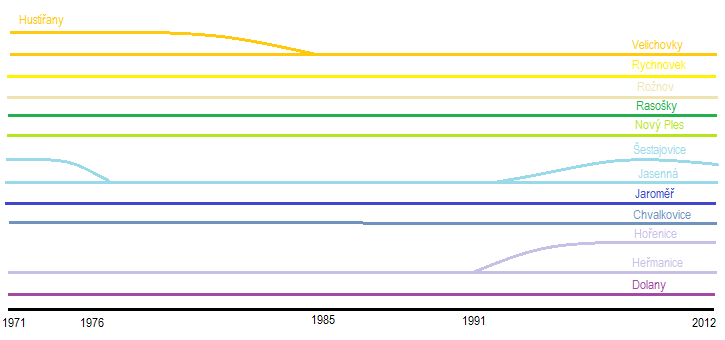 Hustířany
Velichovky
Rychnovek
Rožnov
Rasošky
Nový Ples
Šestajovice
Jasenná
Jaroměř
Chvalkovice
Hořenice
Heřmanice
Dolany
1971 1976 1985 1991 2012